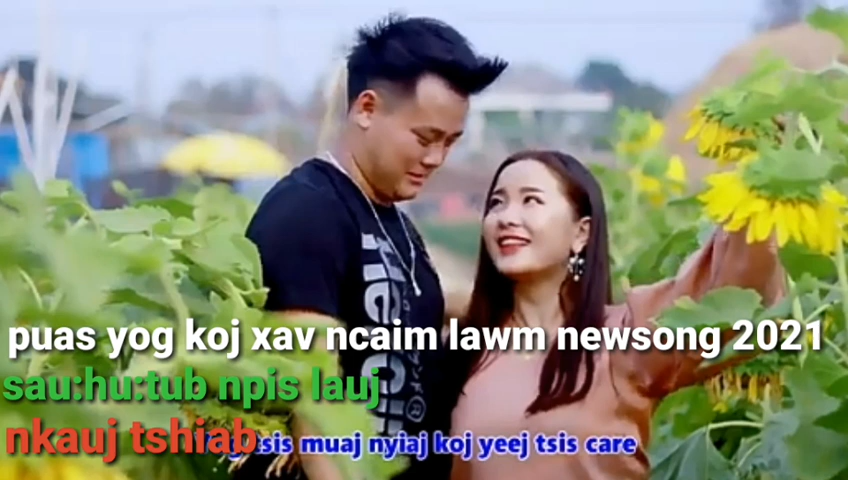 puas yog koj xav ncaim lawm newsong 2021
sau:hu:tub npis lauj
nkauj tshiab
tsis muaj nyiaj koj yeej tsis care